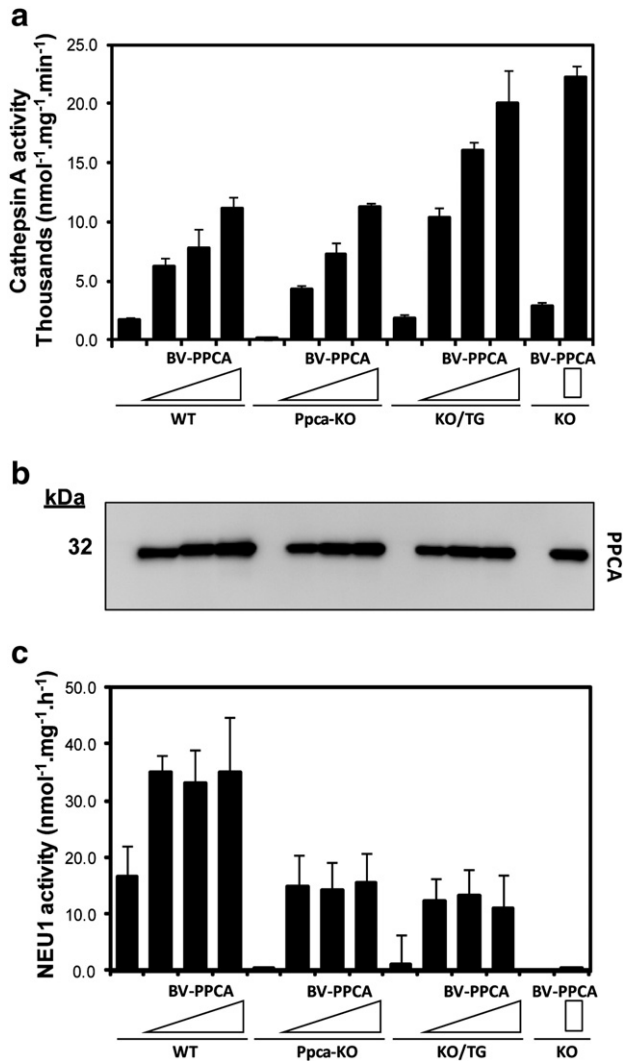 a
Cathepsin A activity
Thousands (nmol⁻¹.mg⁻¹.min⁻¹)
25.0
20.0
15.0
10.0
5.0
0.0
BV-PPCA BV-PPCA BV-PPCA BV-PPCA
WT Ppca-KO KO/TG KO
b
kDa
32
PPCA
c
NEU1 activity (nmol⁻¹.mg⁻¹.h⁻¹)
50.0
40.0
30.0
20.0
10.0
0.0
BV-PPCA BV-PPCA BV-PPCA BV-PPCA
WT Ppca-KO KO/TG KO